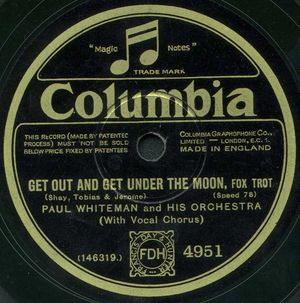 "Magic Notes"
TRADE MARK
Columbia
THIS RECORD (MADE BY PATENTED
PROCESS) MUST NOT BE SOLD
BELOW PRICE FIXED BY PATENTEES
COLUMBIA GRAPHOPHONE CO.,
LIMITED — LONDON, E.C. 1.
MADE IN ENGLAND
GET OUT AND GET UNDER THE MOON, FOX TROT
(Shay, Tobias & Jerome) (Speed 78)
PAUL WHITEMAN and HIS ORCHESTRA
(With Vocal Chorus)
(146319.) FDH 4951